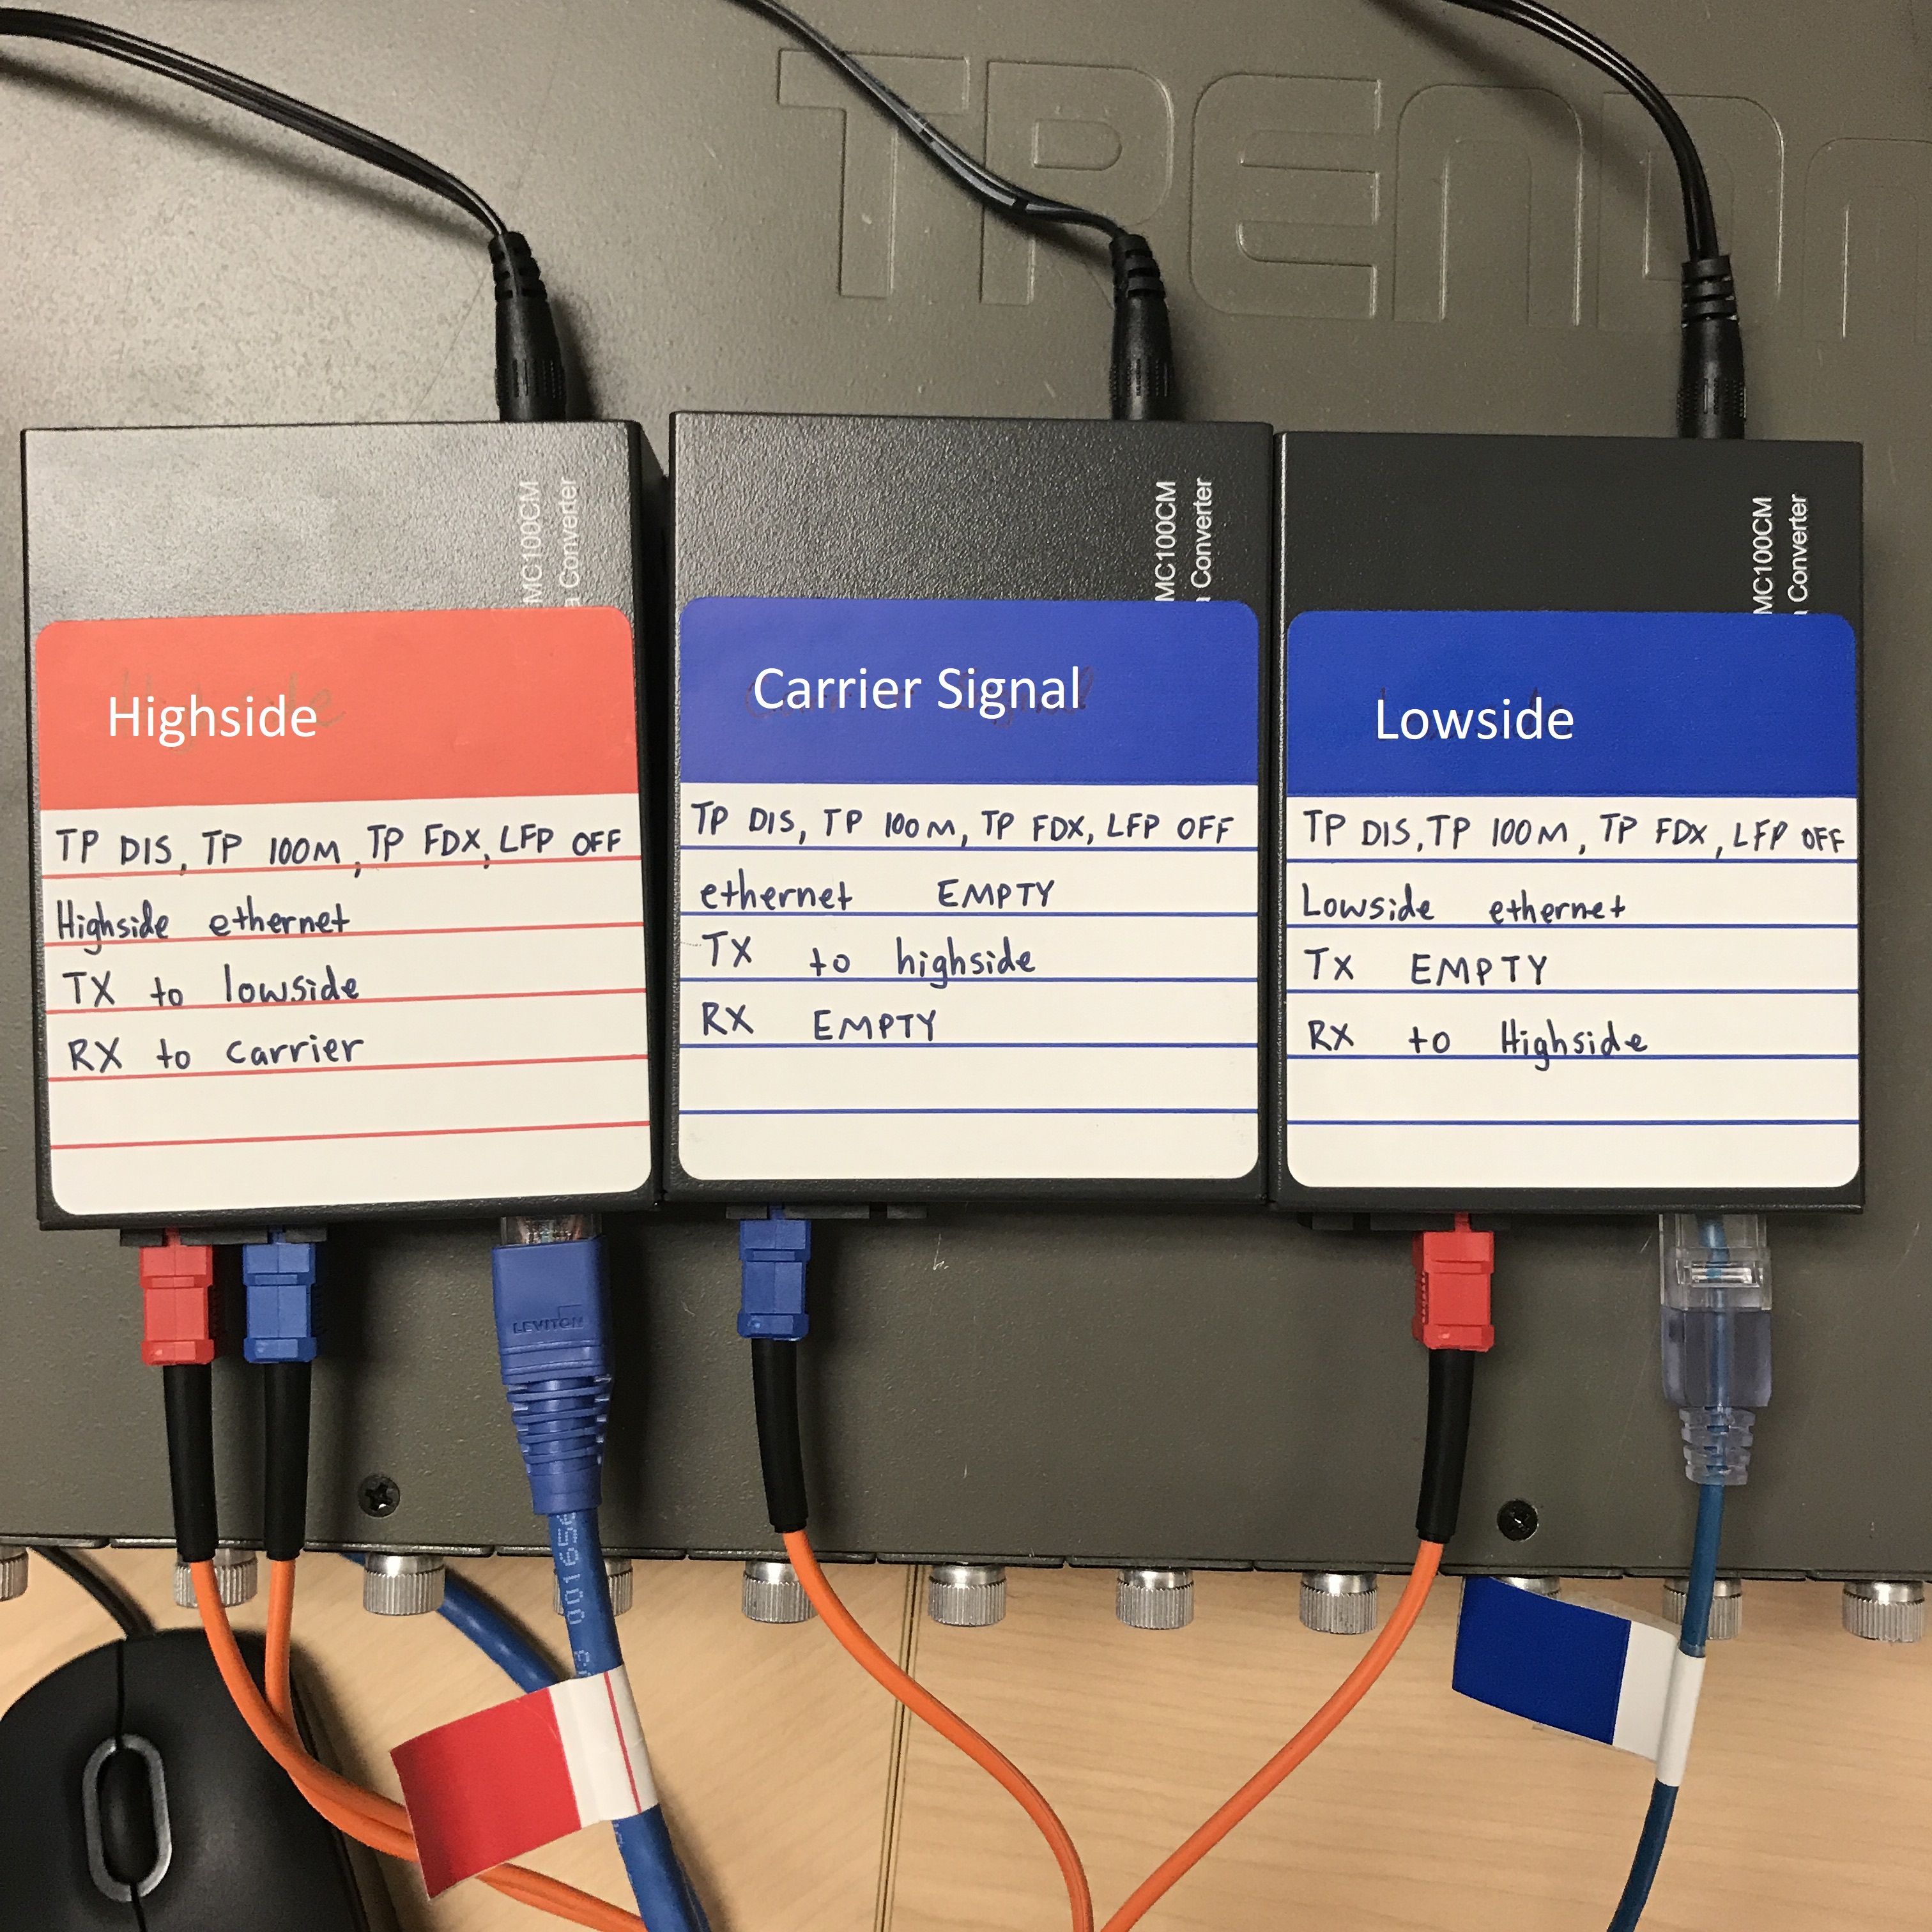 TRENDn
MC100CM
Converter
MC100CM
Converter
MC100CM
Converter
Highside
TP DIS, TP 100M, TP FDX, LFP OFF
Highside ethernet
TX to lowside
RX to carrier
Carrier Signal
TP DIS, TP 100M, TP FDX, LFP OFF
ethernet EMPTY
TX to highside
RX EMPTY
Lowside
TP DIS, TP 100M, TP FDX, LFP OFF
Lowside ethernet
TX EMPTY
RX to Highside
LEVITON